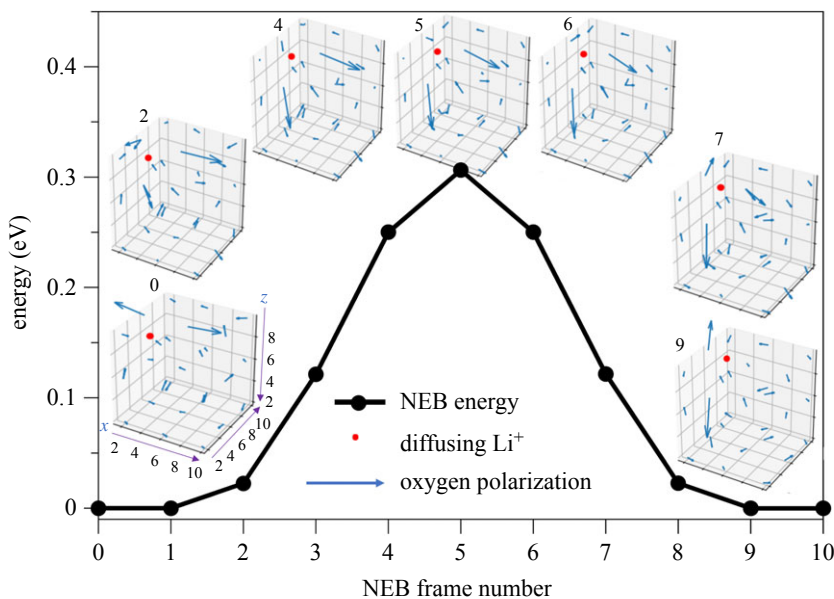 4
5
6
0.4
2
7
0.3
energy (eV)
0
z
0.2
8
6
9
4
2
0.1
NEB energy
x
10
8
6
4
2
2 4 6 8 10
diffusing Li⁺
oxygen polarization
0
0 1 2 3 4 5 6 7 8 9 10
NEB frame number